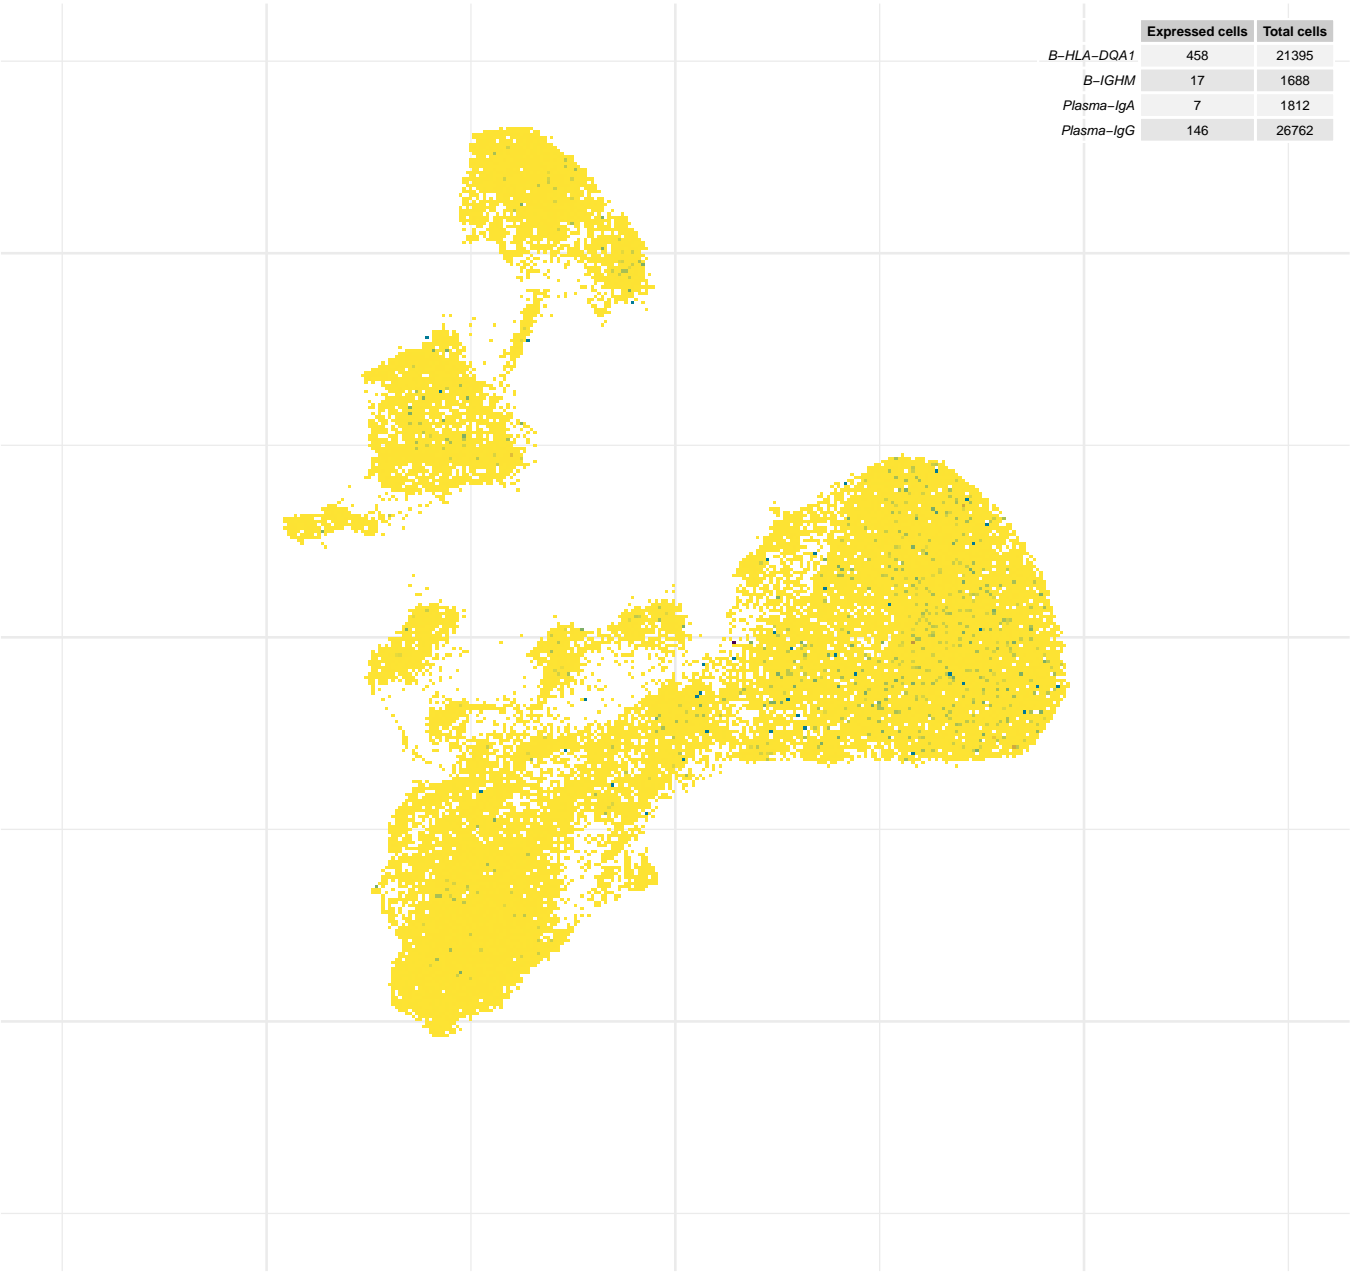 Expressed cells Total cells
B−HLA−DQA1 458 21395
B−IGHM 17 1688
Plasma−IgA 7 1812
Plasma−IgG 146 26762